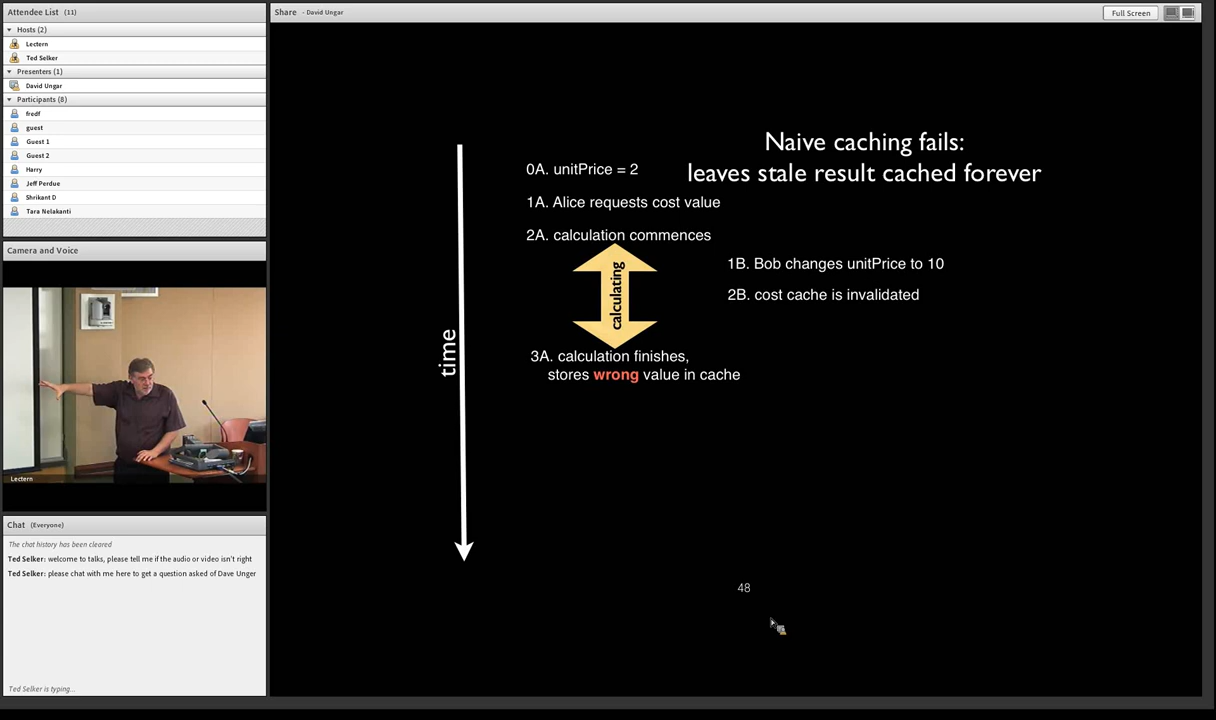 Attendee List (11)
Hosts (2)
Lectern
Ted Selker
Presenters (1)
David Ungar
Participants (8)
fredf
guest
Guest 1
Guest 2
Harry
Jeff Perdue
Shrikant D
Tara Nelakanti
Camera and Voice
Lectern
Chat (Everyone)
The chat history has been cleared
Ted Selker: welcome to talks, please tell me if the audio or video isn't right
Ted Selker: please chat with me here to get a question asked of Dave Unger
Ted Selker is typing...
Share - David Ungar
Full Screen
Naive caching fails:
leaves stale result cached forever
time
0A. unitPrice = 2
1A. Alice requests cost value
2A. calculation commences
calculating
1B. Bob changes unitPrice to 10
2B. cost cache is invalidated
3A. calculation finishes,
stores wrong value in cache
48